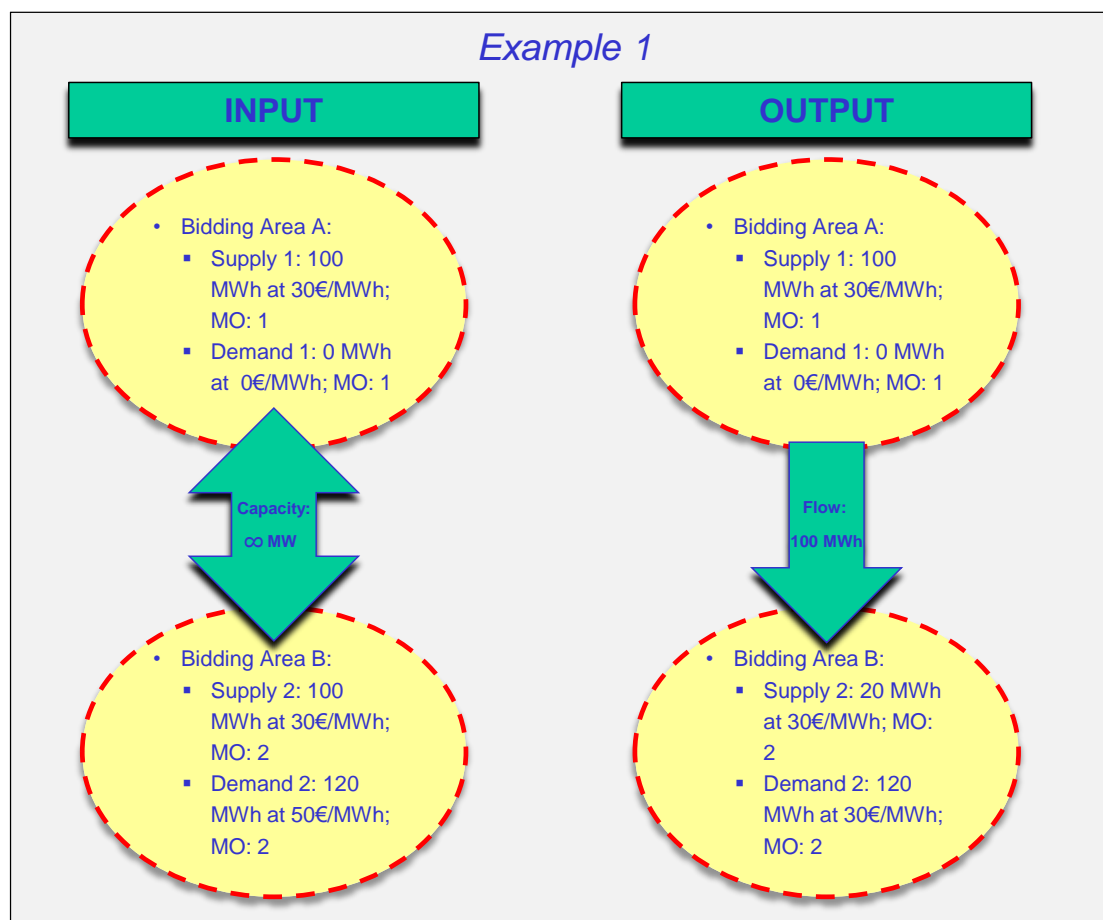 Example 1
INPUT
• Bidding Area A:
▪ Supply 1: 100
MWh at 30€/MWh;
MO: 1
▪ Demand 1: 0 MWh
at 0€/MWh; MO: 1
Capacity:
∞ MW
• Bidding Area B:
▪ Supply 2: 100
MWh at 30€/MWh;
MO: 2
▪ Demand 2: 120
MWh at 50€/MWh;
MO: 2
OUTPUT
• Bidding Area A:
▪ Supply 1: 100
MWh at 30€/MWh;
MO: 1
▪ Demand 1: 0 MWh
at 0€/MWh; MO: 1
Flow:
100 MWh
• Bidding Area B:
▪ Supply 2: 20 MWh
at 30€/MWh; MO:
2
▪ Demand 2: 120
MWh at 30€/MWh;
MO: 2